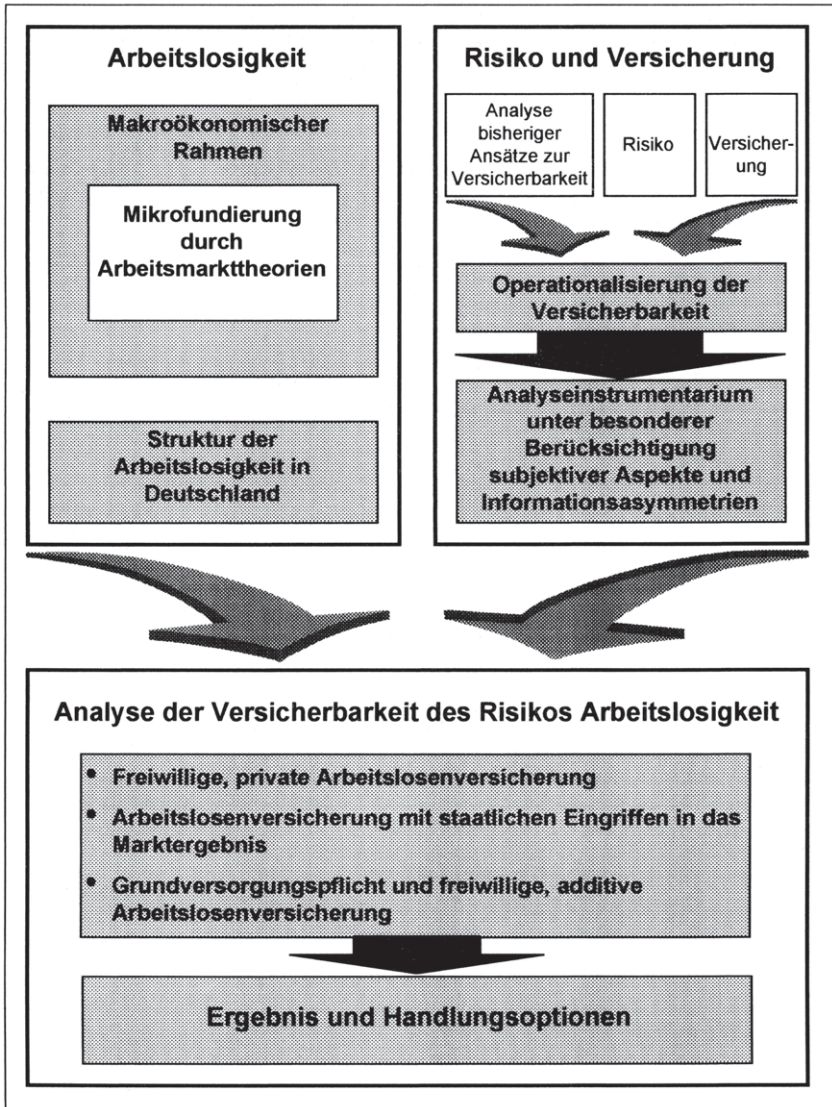 Arbeitslosigkeit
Makroökonomischer
Rahmen
Mikrofundierung
durch
Arbeitsmarkttheorien
Struktur der
Arbeitslosigkeit in
Deutschland
Risiko und Versicherung
Analyse
bisheriger
Ansätze zur
Versicherbarkeit
Risiko
Versicher-
ung
Operationalisierung der
Versicherbarkeit
Analyseinstrumentarium
unter besonderer
Berücksichtigung
subjektiver Aspekte und
Informationsasymmetrien
Analyse der Versicherbarkeit des Risikos Arbeitslosigkeit
• Freiwillige, private Arbeitslosenversicherung
• Arbeitslosenversicherung mit staatlichen Eingriffen in das
Marktergebnis
• Grundversorgungspflicht und freiwillige, additive
Arbeitslosenversicherung
Ergebnis und Handlungsoptionen